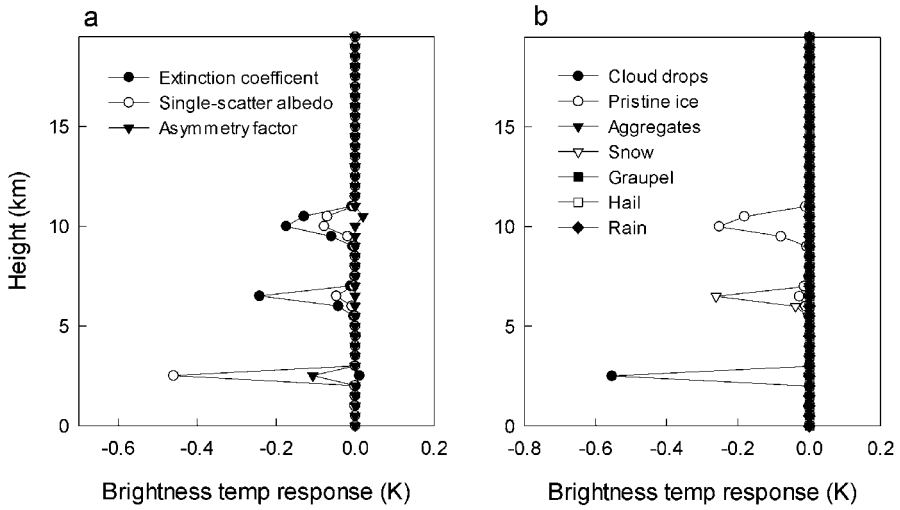 a
Extinction coefficent
Single-scatter albedo
Asymmetry factor
Height (km)
15
10
5
0
-0.6
-0.4
-0.2
0.0
0.2
Brightness temp response (K)
b
Cloud drops
Pristine ice
Aggregates
Snow
Graupel
Hail
Rain
15
10
5
0
-0.8
-0.6
-0.4
-0.2
0.0
0.2
Brightness temp response (K)